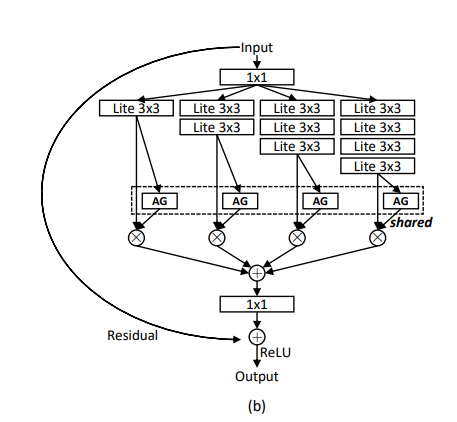 Input
1x1
Lite 3x3 Lite 3x3 Lite 3x3 Lite 3x3
Lite 3x3 Lite 3x3 Lite 3x3
Lite 3x3 Lite 3x3
Lite 3x3
AG AG AG AG
shared
1x1
Residual
ReLU
Output
(b)